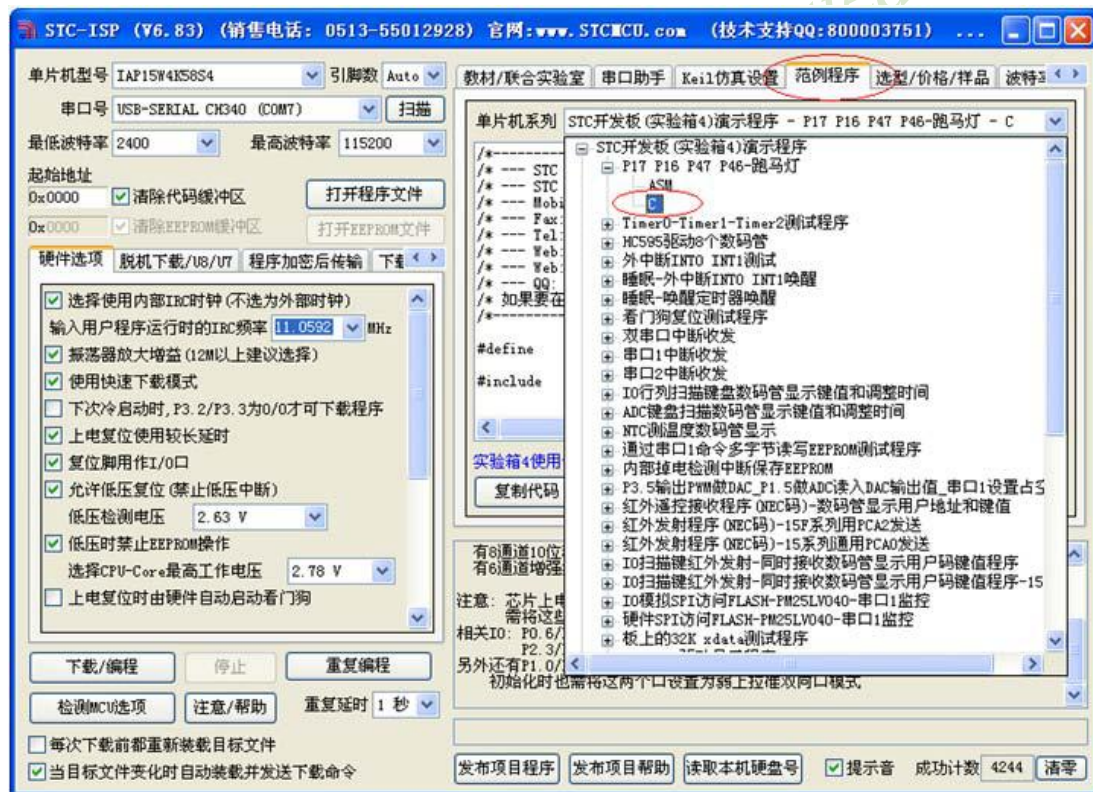 STC-ISP (V6.83) (销售电话: 0513-55012928) 官网:www.STCMCU.com (技术支持QQ:800003751) ...
单片机型号 IAP15W4K58S4 引脚数 Auto
串口号 USB-SERIAL CH340 (COM7) 扫描
最低波特率 2400 最高波特率 115200
起始地址
0x0000 清除代码缓冲区 打开程序文件
0x0000 清除EEPROM缓冲区 打开EEPROM文件
硬件选项 脱机下载/U8/U7 程序加密后传输
选择使用内部IRC时钟(不选为外部时钟)
输入用户程序运行时的IRC频率 11.0592 MHz
振荡器放大增益(12M以上建议选择)
使用快速下载模式
下次冷启动时,P3.2/P3.3为0/0才可下载程序
上电复位使用较长延时
复位脚用作I/O口
允许低压复位(禁止低压中断)
低压检测电压 2.63 V
低压时禁止EEPROM操作
选择CPU-Core最高工作电压 2.78 V
上电复位时由硬件自动启动看门狗
下载/编程 停止 重复编程
检测MCU选项 注意/帮助 重复延时 1 秒
每次下载前都重新装载目标文件
当目标文件变化时自动装载并发送下载命令
教材/联合实验室 串口助手 Keil仿真设置 范例程序 选型/价格/样品 波特率
单片机系列 STC开发板(实验箱4)演示程序 - P17 P16 P47 P46-跑马灯 - C
/*---------
/* --- STC
/* --- STC
/* --- Mobi
/* --- Fax:
/* --- Tel:
/* --- Web:
/* --- Web:
/* --- QQ:
/* 如果要在
/*---------
#define
#include
实验箱4使用
复制代码
STC开发板(实验箱4)演示程序
P17 P16 P47 P46-跑马灯
ASM
C
Timer0-Timer1-Timer2测试程序
HC595驱动8个数码管
外中断INT0 INT1测试
睡眠-外中断INT0 INT1唤醒
睡眠-唤醒定时器唤醒
看门狗复位测试程序
双串口中断收发
串口1中断收发
串口2中断收发
IO行列扫描键盘数码管显示键值和调整时间
ADC键盘扫描数码管显示键值和调整时间
NTC测温度数码管显示
通过串口1命令多字节读写EEPROM测试程序
内部掉电检测中断保存EEPROM
P3.5输出PWM做DAC_P1.5做ADC读入DAC输出值_串口1设置占空
红外遥控接收程序(NEC码)-数码管显示用户地址和键值
红外发射程序(NEC码)-15F系列用PCA2发送
红外发射程序(NEC码)-15系列通用PCA0发送
IO扫描键红外发射-同时接收数码管显示用户码键值程序
IO扫描键红外发射-同时接收数码管显示用户码键值程序-15
IO模拟SPI访问FLASH-PM25LV040-串口1监控
硬件SPI访问FLASH-PM25LV040-串口1监控
板上的32K xdata测试程序
有8通道10位
有6通道增强
注意: 芯片上电
需将这些
相关IO: P0.6/
P2.3/
另外还有P1.0/
初始化时也需将这两个口设置为弱上拉准双向口模式
发布项目程序 发布项目帮助 读取本机硬盘号 提示音 成功计数 4244 清零